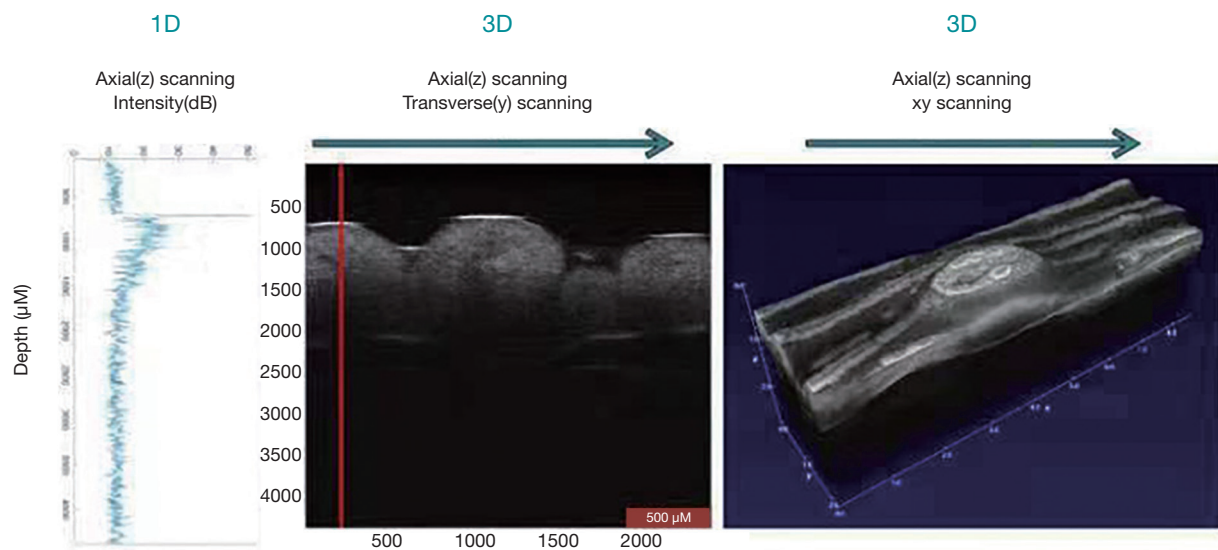 1D
Axial(z) scanning
Intensity(dB)
3D
Axial(z) scanning
Transverse(y) scanning
3D
Axial(z) scanning
xy scanning
Depth (µM)
500
1000
1500
2000
2500
3000
3500
4000
500 µM
500
1000
1500
2000